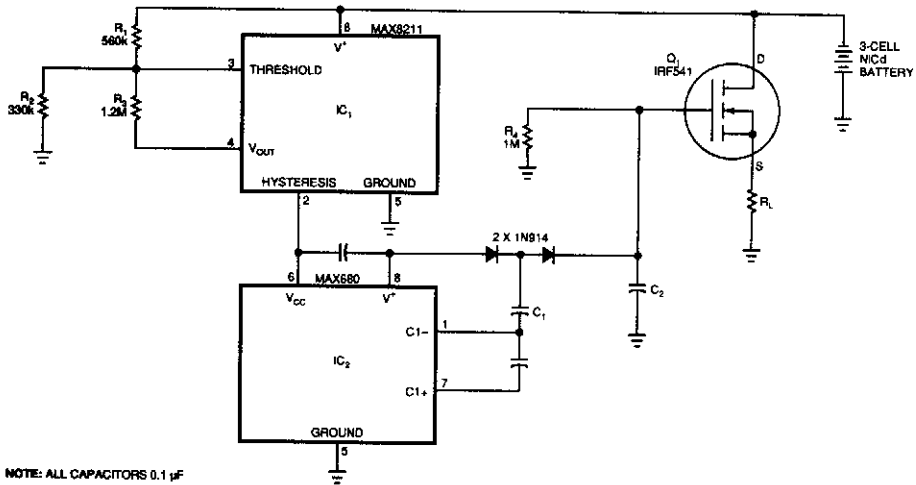 R1
560k
R2
330k
R3
1.2M
8
MAX8211
V+
3
THRESHOLD
IC1
4
VOUT
HYSTERESIS
GROUND
2
5
Q1
IRF541
D
S
3-CELL
NiCd
BATTERY
R4
1M
RL
2 X 1N914
6
MAX680
8
VCC
V+
C1
C2
C1–
1
IC2
C1+
7
GROUND
5
NOTE: ALL CAPACITORS 0.1 µF